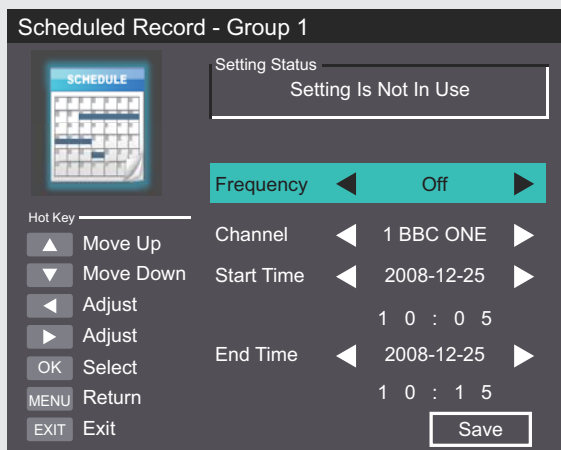 Scheduled Record - Group 1
SCHEDULE
Setting Status
Setting Is Not In Use
Frequency Off
Hot Key
Move Up
Move Down
Adjust
Adjust
OK Select
MENU Return
EXIT Exit
Channel 1 BBC ONE
Start Time 2008-12-25
1 0 : 0 5
End Time 2008-12-25
1 0 : 1 5
Save